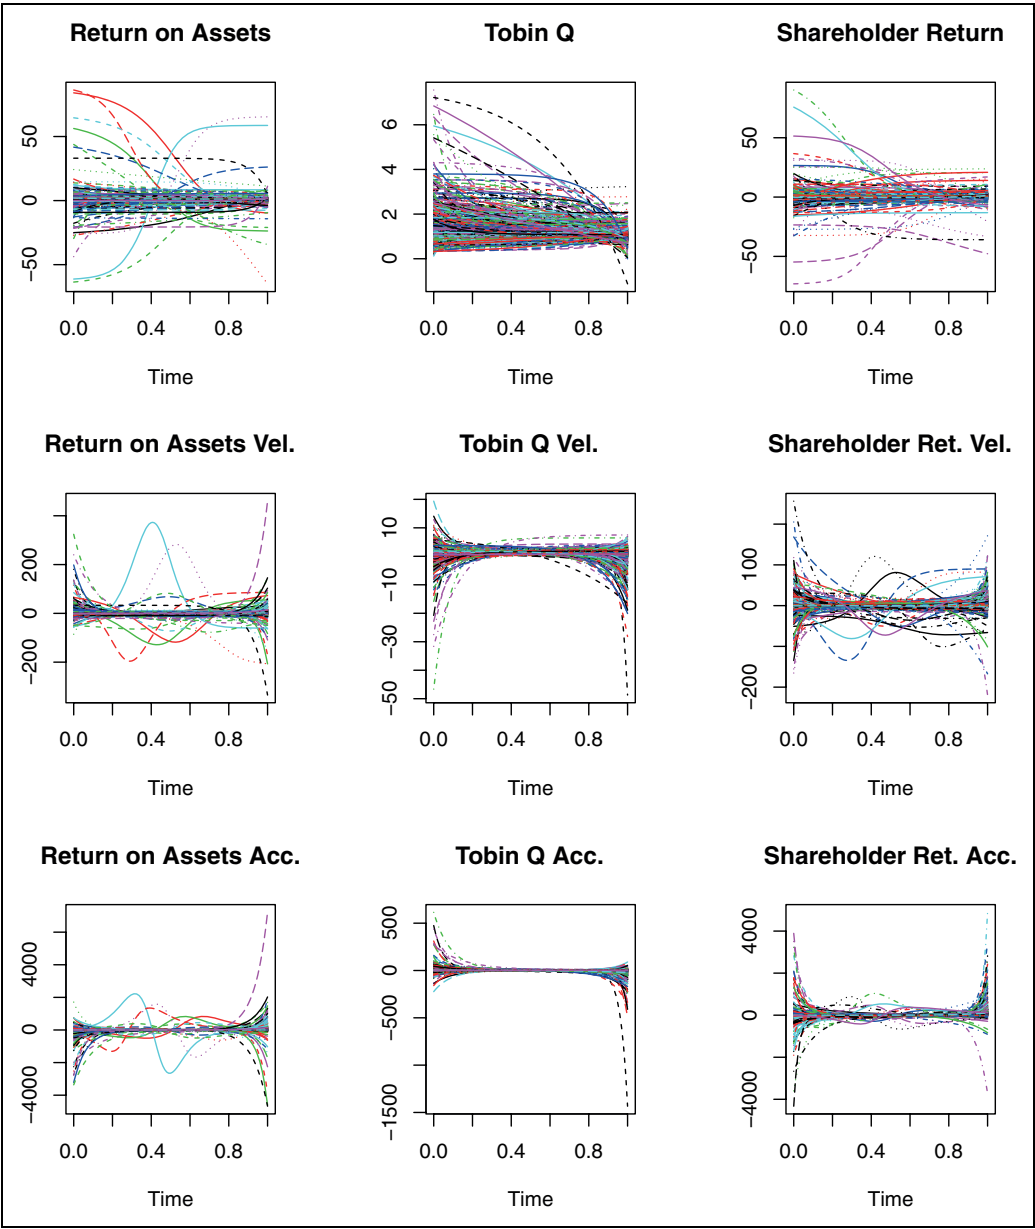 Return on Assets
Tobin Q
Shareholder Return
50
0
−50
0.0 0.4 0.8
Time
6
4
2
0
0.0 0.4 0.8
Time
50
0
−50
0.0 0.4 0.8
Time
Return on Assets Vel.
Tobin Q Vel.
Shareholder Ret. Vel.
200
0
−200
0.0 0.4 0.8
Time
10
−10
−30
−50
0.0 0.4 0.8
Time
100
0
−200
0.0 0.4 0.8
Time
Return on Assets Acc.
Tobin Q Acc.
Shareholder Ret. Acc.
4000
0
−4000
0.0 0.4 0.8
Time
500
0
−500
−1500
0.0 0.4 0.8
Time
4000
0
−4000
0.0 0.4 0.8
Time